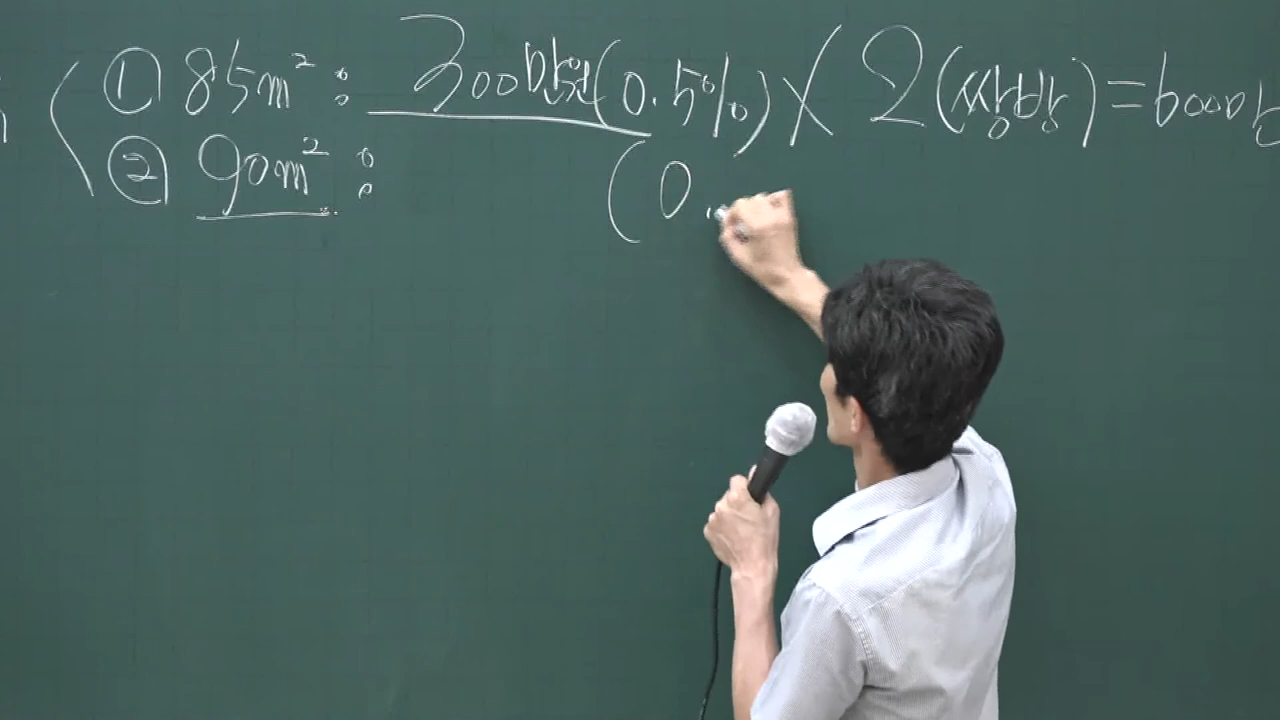 ① 85m² : 300만원(0.5%) × 2 (쌍방) = 600만
② 90m² : (0.